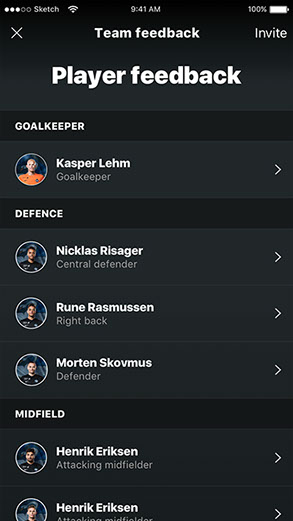 Sketch 9:41 AM 100%
Team feedback Invite
Player feedback
GOALKEEPER
Kasper Lehm
Goalkeeper
DEFENCE
Nicklas Risager
Central defender
Rune Rasmussen
Right back
Morten Skovmus
Defender
MIDFIELD
Henrik Eriksen
Attacking midfielder
Henrik Eriksen